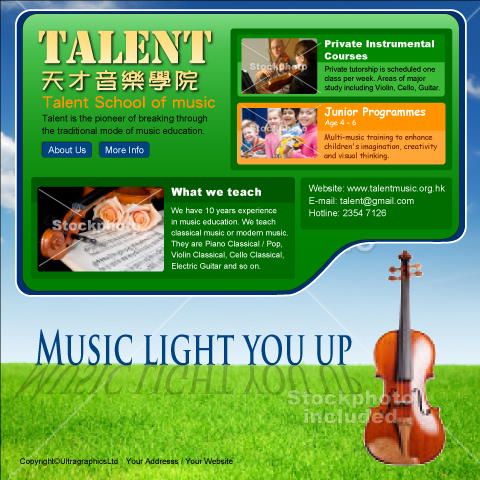 TALENT
天才音樂學院
Talent School of music
Talent is the pioneer of breaking through
the traditional mode of music education.
About Us
More Info
Private Instrumental
Courses
Private tutorship is scheduled one
class per week. Areas of major
study including Violin, Cello, Guitar.
Stockphoto
Junior Programmes
Age 4 - 6
Multi-music training to enhance
children's imagination, creativity
and visual thinking.
Stockphoto
What we teach
We have 10 years experience
in music education. We teach
classical music or modern music.
They are Piano Classical / Pop,
Violin Classical, Cello Classical,
Electric Guitar and so on.
Stockphoto
Website: www.talentmusic.org.hk
E-mail: talent@gmail.com
Hotline: 2354 7126
MUSIC LIGHT YOU UP
Stockphoto
included
Copyright©UltragraphicsLtd Your Addresss / Your Website